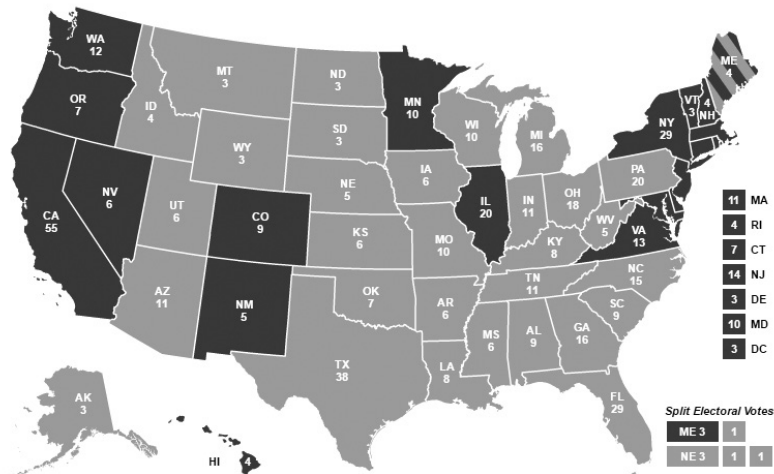 WA
12
OR
7
CA
55
NV
6
ID
4
MT
3
WY
3
UT
6
AZ
11
CO
9
NM
5
ND
3
SD
3
NE
5
KS
6
OK
7
TX
38
MN
10
IA
6
MO
10
AR
6
LA
8
WI
10
IL
20
MI
16
IN
11
OH
18
KY
8
TN
11
MS
6
AL
9
GA
16
FL
29
SC
9
NC
15
VA
13
WV
5
PA
20
NY
29
VT
3
4
NH
ME
4
AK
3
HI 4
11 MA
4 RI
7 CT
14 NJ
3 DE
10 MD
3 DC
Split Electoral Votes
ME 3 1
NE 3 1 1